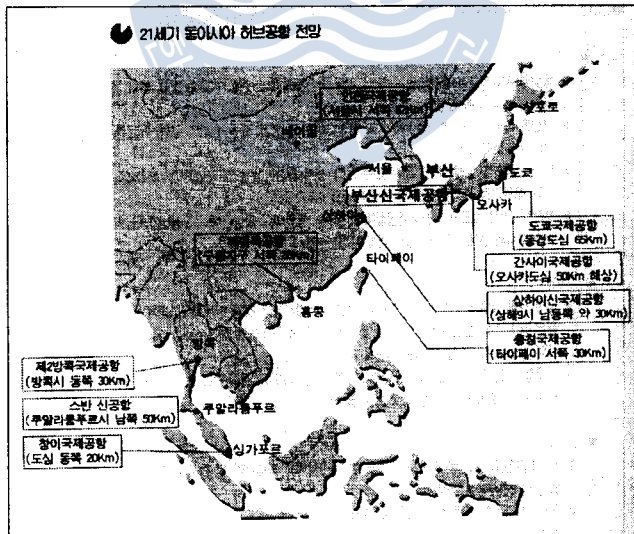 21세기 동아시아 허브공항 전망
삿포로
베이징
서울
부산
도쿄
부산신국제공항
오사카
도쿄국제공항
(동경도심 65Km)
간사이국제공항
(오사카도심 50Km 해상)
타이페이
상하이신국제공항
(상해9시 남동쪽 약 30Km)
홍콩
총정국제공항
(타이페이 서쪽 30Km)
방콕
제2방콕국제공항
(방콕시 동쪽 30Km)
쿠알라룸푸르
스반 신공항
(쿠알라룸푸르시 남쪽 50Km)
창이국제공항
(도심 동쪽 20Km)
싱가포르